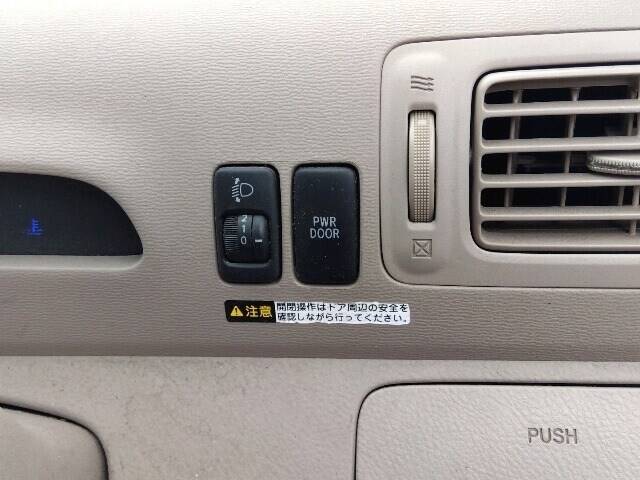 2
1
0
PWR
DOOR
注意
開閉操作はドア周辺の安全を
確認しながら行ってください。
PUSH